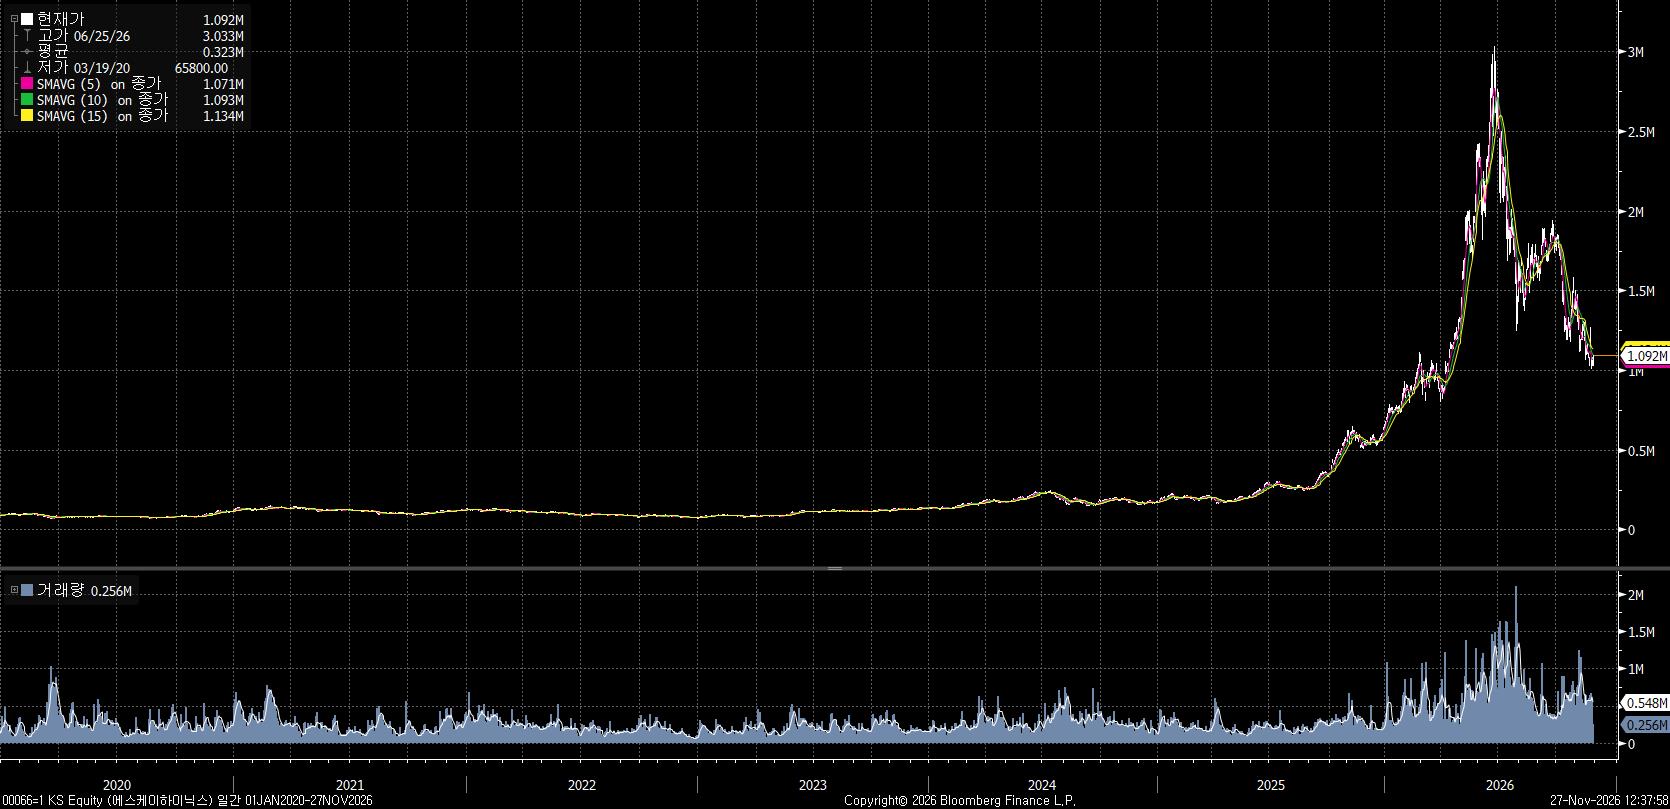 현재가 1.092M
고가 06/25/26 3.033M
평균 0.323M
저가 03/19/20 65800.00
SMAVG (5) on 종가 1.071M
SMAVG (10) on 종가 1.093M
SMAVG (15) on 종가 1.134M
3M
2.5M
2M
1.5M
1.092M
1M
0.5M
0
거래량 0.256M
2M
1.5M
1M
0.548M
0.256M
0
2020 2021 2022 2023 2024 2025 2026
00066=1 KS Equity (에스케이하이닉스) 일간 01JAN2020-27NOV2026 Copyright© 2026 Bloomberg Finance L.P. 27-Nov-2026 12:37:58